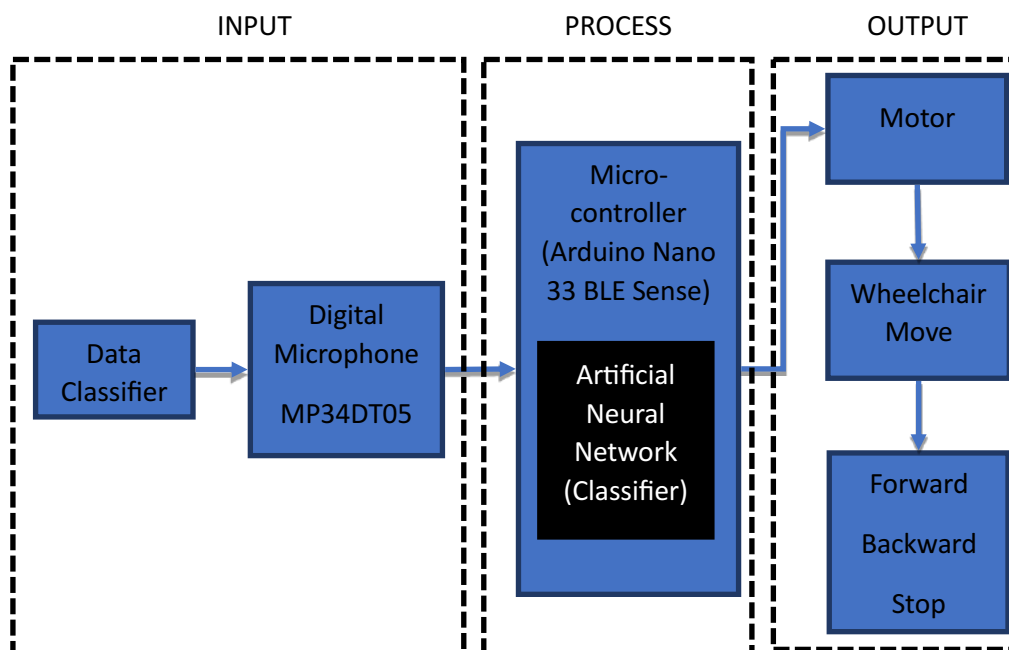 INPUT
PROCESS
OUTPUT
Data
Classifier
Digital
Microphone
MP34DT05
Micro-
controller
(Arduino Nano
33 BLE Sense)
Artificial
Neural
Network
(Classifier)
Motor
Wheelchair
Move
Forward
Backward
Stop